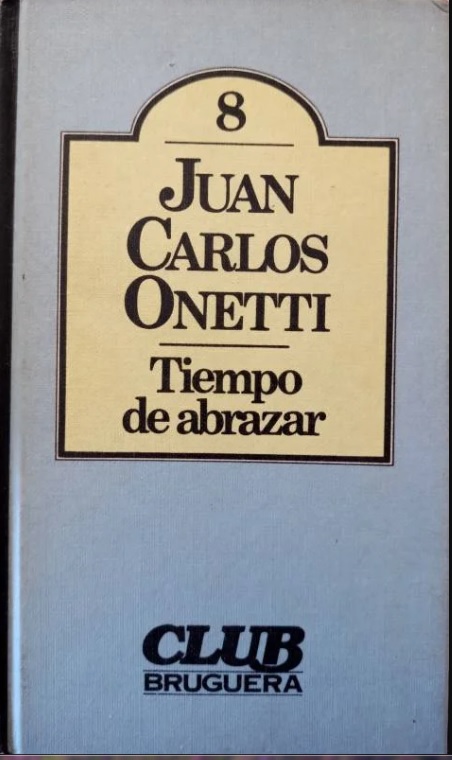 8
JUAN
CARLOS
ONETTI
Tiempo
de abrazar
CLUB
BRUGUERA